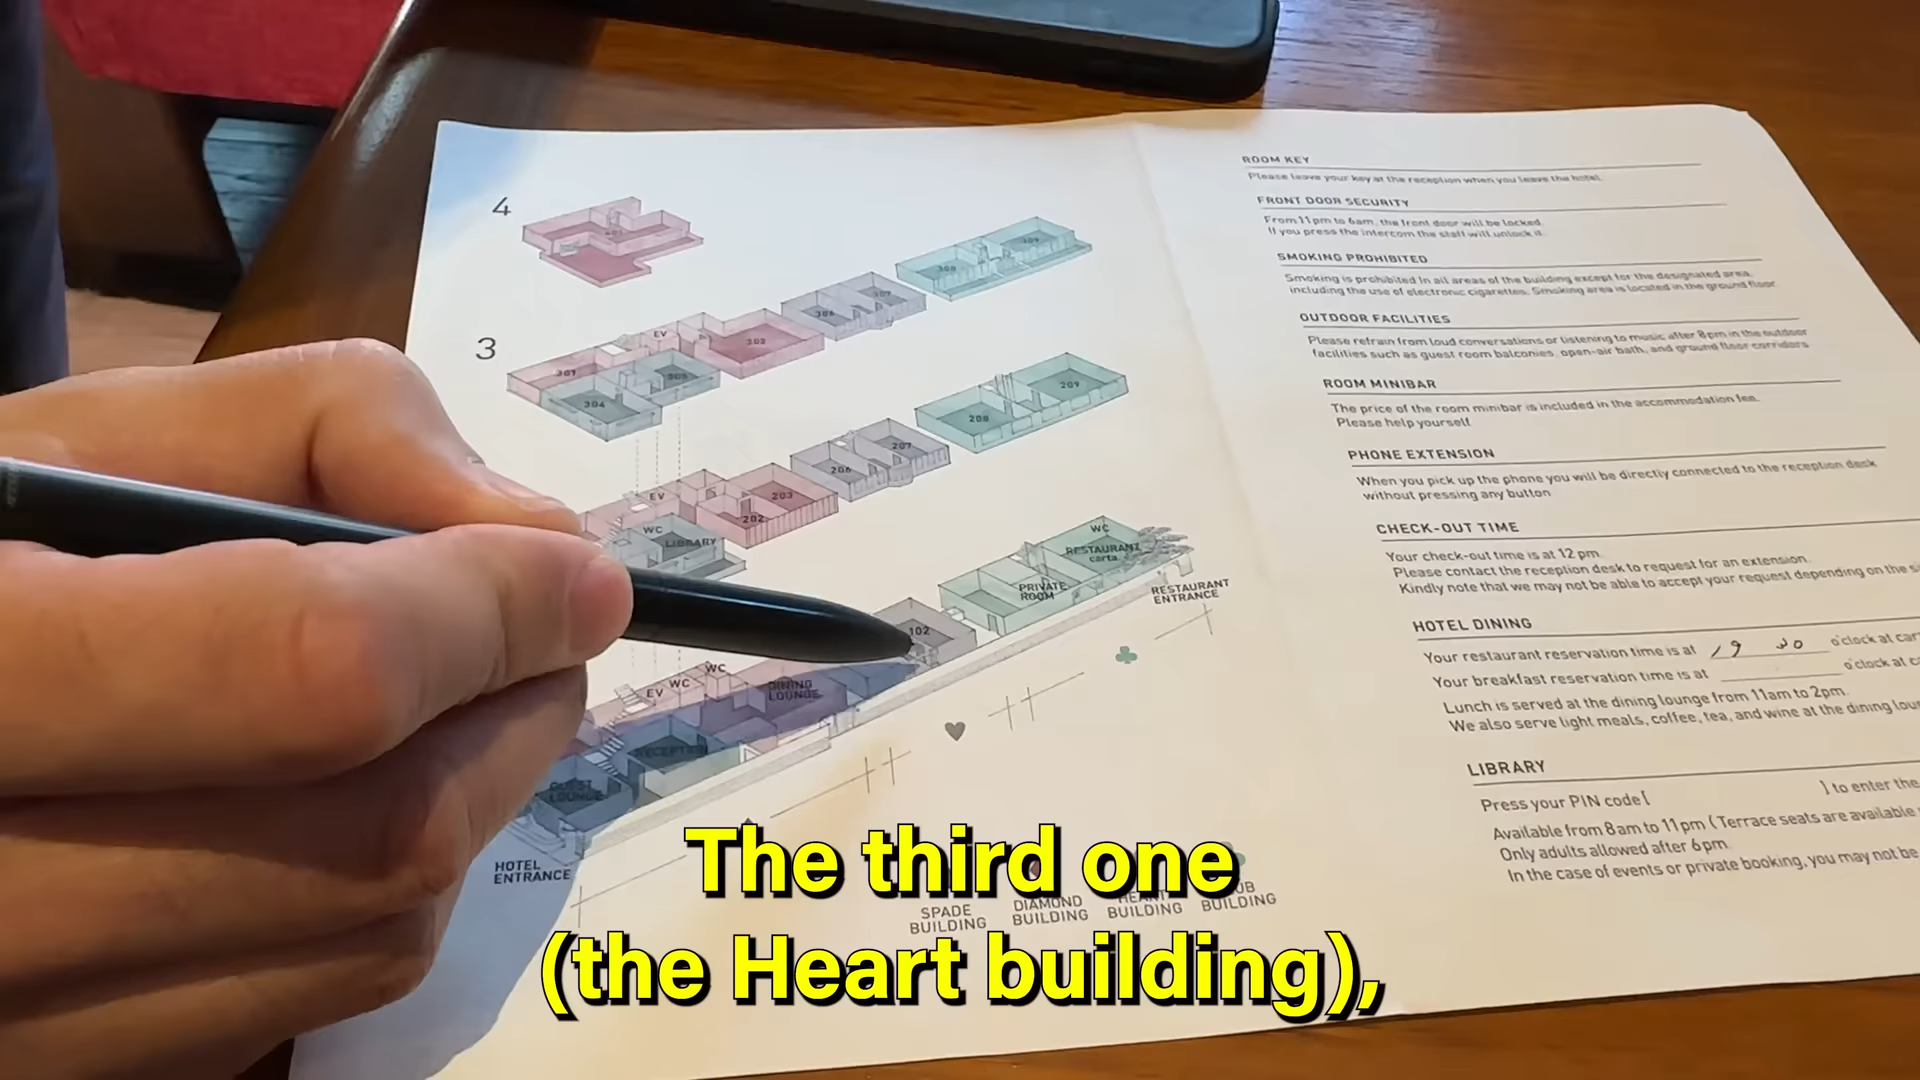 4
401
308
309
3
EV
303
306
307
301
305
304
209
208
207
206
EV
203
202
WC
LIBRARY
WC
RESTAURANT
carta
PRIVATE
ROOM
RESTAURANT
ENTRANCE
102
WC
WC
EV
DINING
LOUNGE
RECEPTION
GUEST
LOUNGE
HOTEL
ENTRANCE
SPADE
BUILDING
DIAMOND
BUILDING
HEART
BUILDING
BUILDING
ROOM KEY
Please leave your key at the reception when you leave the hotel.
FRONT DOOR SECURITY
From 11pm to 6am, the front door will be locked.
If you press the intercom the staff will unlock it.
SMOKING PROHIBITED
Smoking is prohibited in all areas of the building except for the designated area,
including the use of electronic cigarettes. Smoking area is located in the ground floor.
OUTDOOR FACILITIES
Please refrain from loud conversations or listening to music after 8pm in the outdoor
facilities such as guest room balconies, open-air bath, and ground floor corridors
ROOM MINIBAR
The price of the room minibar is included in the accommodation fee.
Please help yourself
PHONE EXTENSION
When you pick up the phone you will be directly connected to the reception desk
without pressing any button
CHECK-OUT TIME
Your check-out time is at 12 pm.
Please contact the reception desk to request for an extension.
Kindly note that we may not be able to accept your request depending on the
HOTEL DINING
Your restaurant reservation time is at 19 30 o'clock at
Your breakfast reservation time is at o'clock at
Lunch is served at the dining lounge from 11am to 2pm.
We also serve light meals, coffee, tea, and wine at the dining
LIBRARY
Press your PIN code [ ] to enter the
Available from 8am to 11pm (Terrace seats are available
Only adults allowed after 6pm.
In the case of events or private booking, you may not be
The third one
(the Heart building),